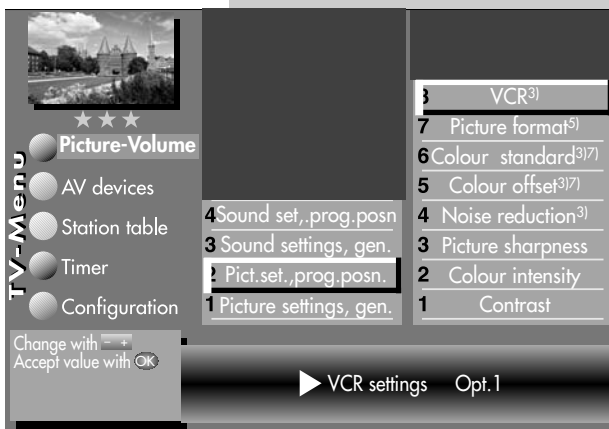 TV-Menu
Picture-Volume
AV devices
Station table
Timer
Configuration
4 Sound set,.prog.posn
3 Sound settings, gen.
2 Pict.set.,prog.posn.
1 Picture settings, gen.
8 VCR3)
7 Picture format5)
6 Colour standard3)7)
5 Colour offset3)7)
4 Noise reduction3)
3 Picture sharpness
2 Colour intensity
1 Contrast
Change with - +
Accept value with OK
VCR settings Opt.1